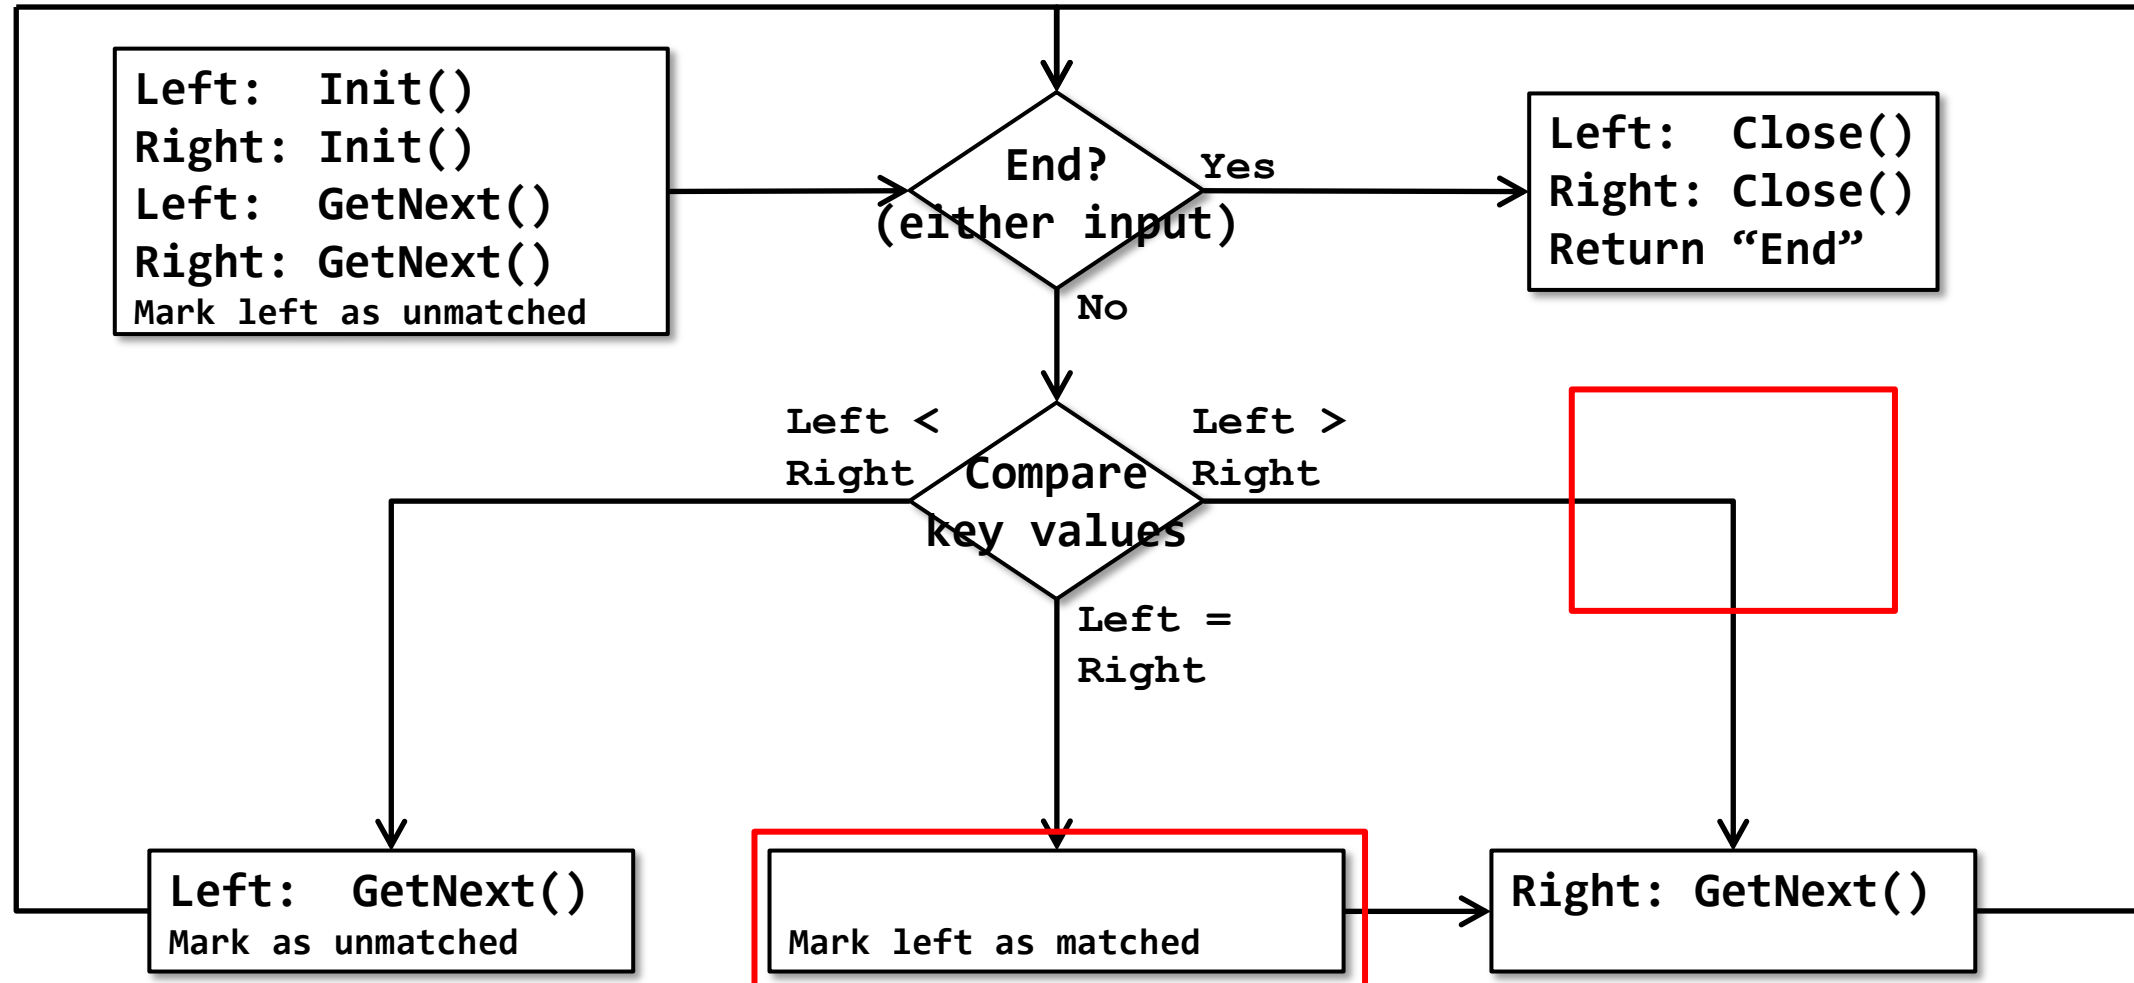 Left:  Init()
Right: Init()
Left:  GetNext()
Right: GetNext()
Mark left as unmatched
End?
(either input)
Yes
Left:  Close()
Right: Close()
Return “End”
No
Left <
Right
Compare
key values
Left >
Right
Left =
Right
Left:  GetNext()
Mark as unmatched
Mark left as matched
Right: GetNext()